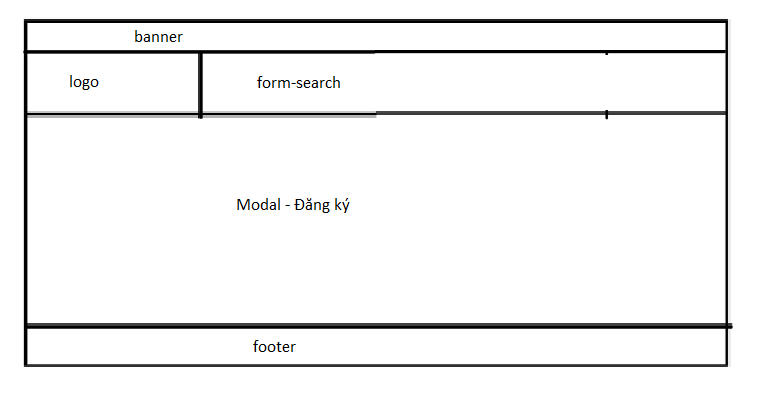 banner
logo
form-search
Modal - Đăng ký
footer